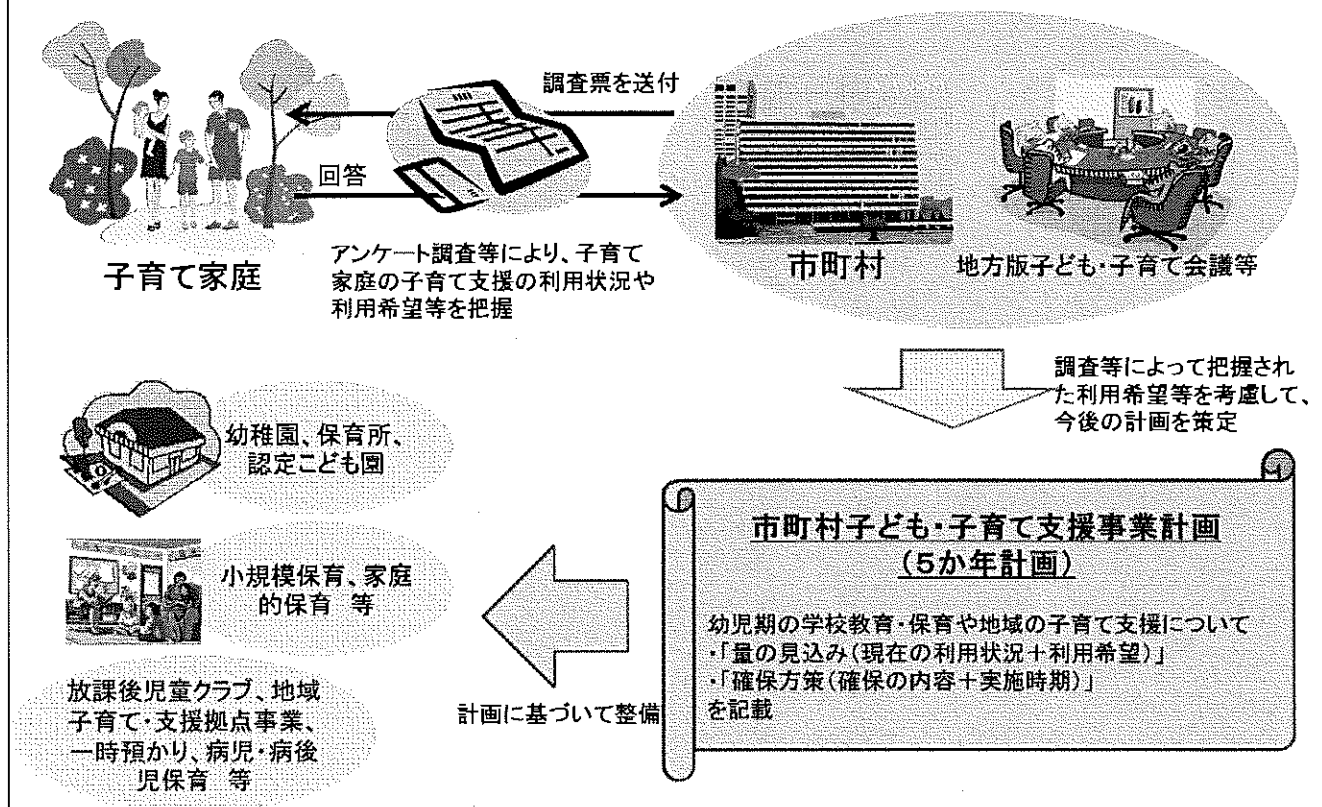 調査票を送付
回答
アンケート調査等により、子育て
家庭の子育て支援の利用状況や
利用希望等を把握
子育て家庭
市町村
地方版子ども・子育て会議等
調査等によって把握され
た利用希望等を考慮して、
今後の計画を策定
市町村子ども・子育て支援事業計画
(5か年計画)
幼児期の学校教育・保育や地域の子育て支援について
・「量の見込み(現在の利用状況+利用希望)」
・「確保方策(確保の内容+実施時期)」
を記載
計画に基づいて整備
幼稚園、保育所、
認定こども園
小規模保育、家庭
的保育 等
放課後児童クラブ、地域
子育て・支援拠点事業、
一時預かり、病児・病後
児保育 等